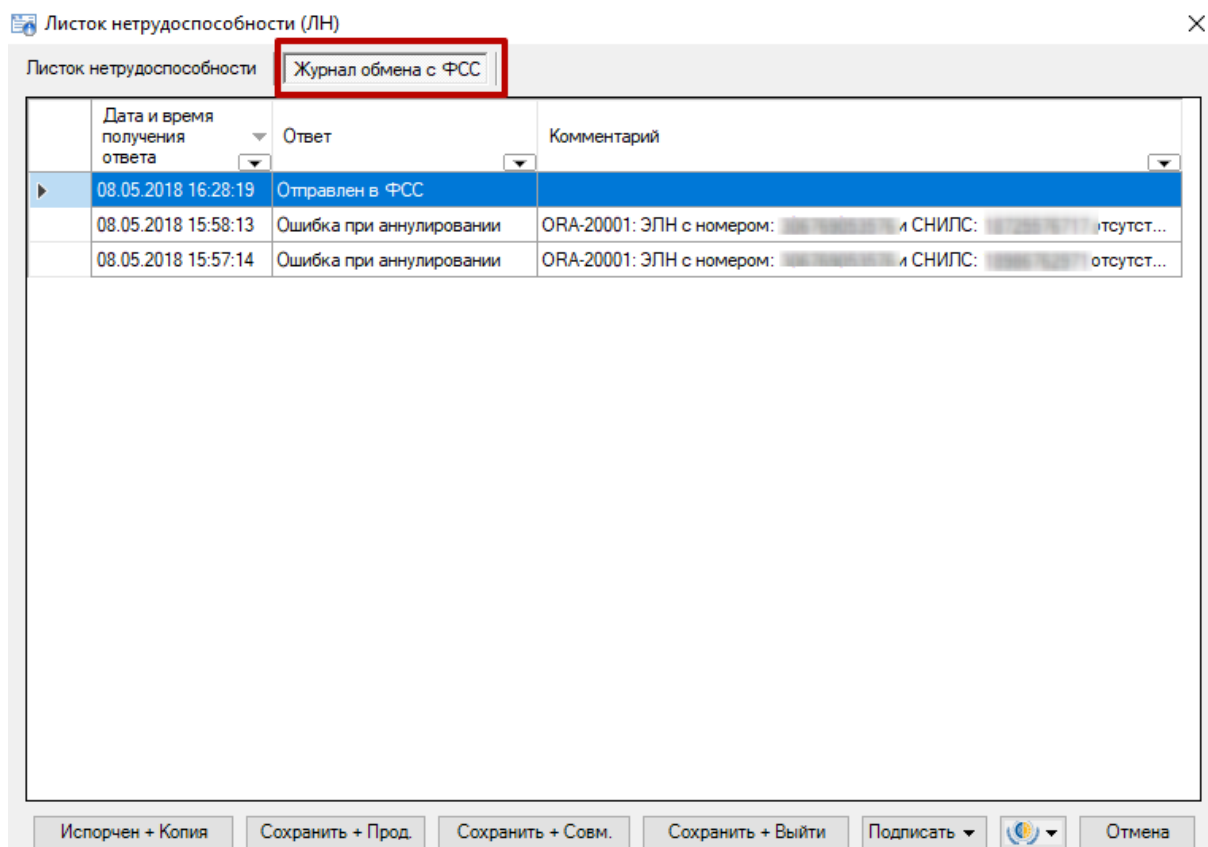 Листок нетрудоспособности (ЛН)
Листок нетрудоспособности Журнал обмена с ФСС
Дата и время
получения
ответа
Ответ
Комментарий
08.05.2018 16:28:19 Отправлен в ФСС
08.05.2018 15:58:13 Ошибка при аннулировании ORA-20001: ЭЛН с номером: и СНИЛС: отсутст...
08.05.2018 15:57:14 Ошибка при аннулировании ORA-20001: ЭЛН с номером: и СНИЛС: отсутст...
Испорчен + Копия Сохранить + Прод. Сохранить + Совм. Сохранить + Выйти Подписать Отмена